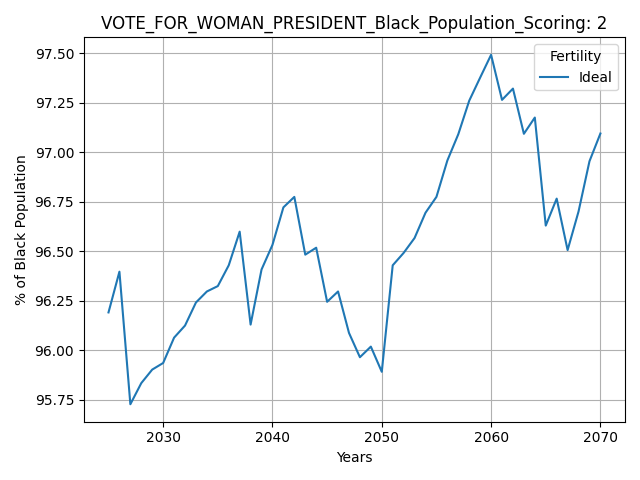 VOTE_FOR_WOMAN_PRESIDENT_Black_Population_Scoring: 2
97.50
97.25
97.00
96.75
96.50
96.25
96.00
95.75
% of Black Population
Fertility
Ideal
2030 2040 2050 2060 2070
Years